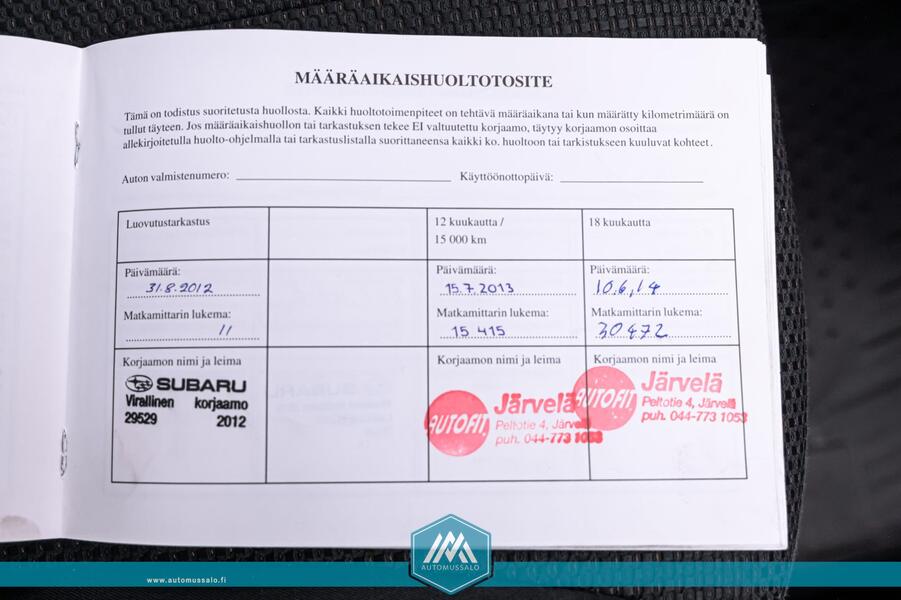 MÄÄRÄAIKAISHUOLTOTOSITE
Tämä on todistus suoritetusta huollosta. Kaikki huoltotoimenpiteet on tehtävä määräaikana tai kun määrätty kilometrimäärä on
tullut täyteen. Jos määräaikaishuollon tai tarkastuksen tekee EI valtuutettu korjaamo, täytyy korjaamon osoittaa
allekirjoitetulla huolto-ohjelmalla tai tarkastuslistalla suorittaneensa kaikki ko. huoltoon tai tarkistukseen kuuluvat kohteet.
Auton valmistenumero: Käyttöönottopäivä:
Luovutustarkastus
12 kuukautta /
15 000 km
18 kuukautta
Päivämäärä:
31.8.2012
Matkamittarin lukema:
11
Päivämäärä:
15.7.2013
Matkamittarin lukema:
15 415
Päivämäärä:
10.6.14
Matkamittarin lukema:
30472
Korjaamon nimi ja leima
SUBARU
Virallinen korjaamo
29529 2012
Korjaamon nimi ja leima
AUTOFIT
Järvelä
Peltotie 4, Järvelä
puh. 044-773 1053
Korjaamon nimi ja leima
AUTOFIT
Järvelä
Peltotie 4, Järvelä
puh. 044-773 1053
www.automussalo.fi
AUTOMUSSALO